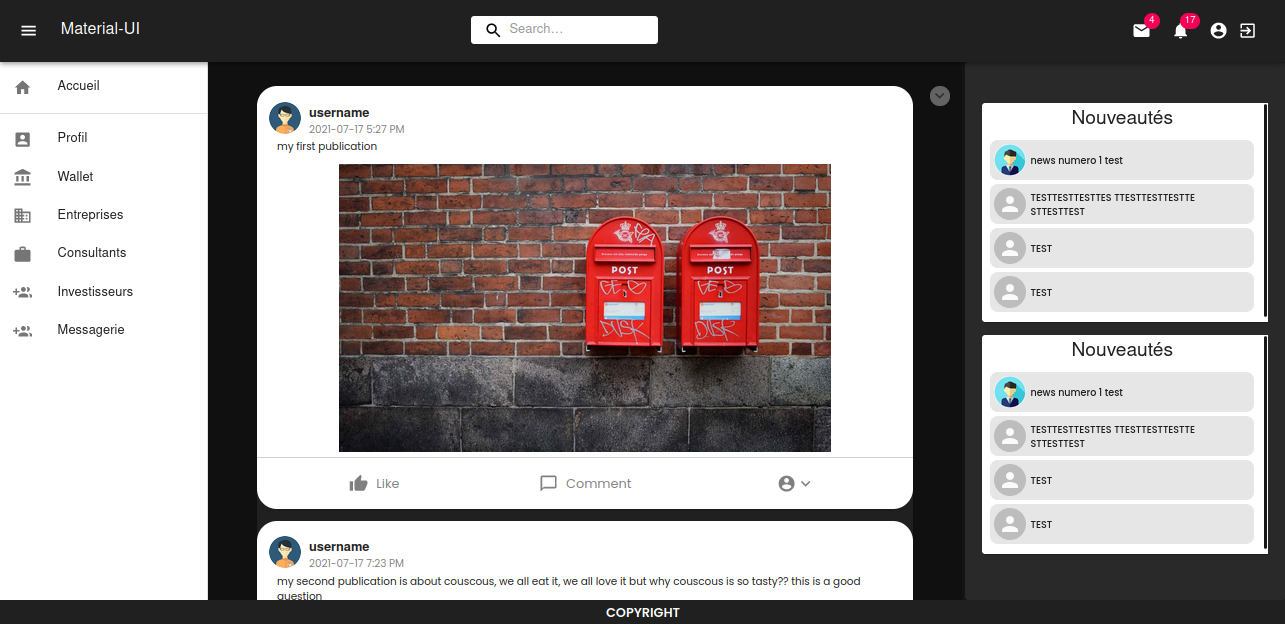 Material-UI
Search...
4
17
Accueil
Profil
Wallet
Entreprises
Consultants
Investisseurs
Messagerie
username
2021-07-17 5:27 PM
my first publication
POST
POST
DUSK
DUSK
Like
Comment
username
2021-07-17 7:23 PM
my second publication is about couscous, we all eat it, we all love it but why couscous is so tasty?? this is a good
question
Nouveautés
news numero 1 test
TESTTESTTESTTES TTESTTESTTESTTE
STTESTTEST
TEST
TEST
Nouveautés
news numero 1 test
TESTTESTTESTTES TTESTTESTTESTTE
STTESTTEST
TEST
TEST
COPYRIGHT